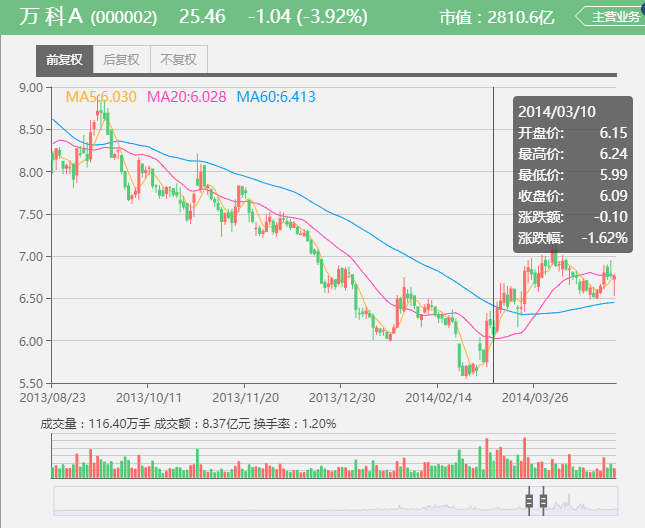 万 科A (000002) 25.46 -1.04 (-3.92%) 市值：2810.6亿 主营业务
前复权 后复权 不复权
MA5:6.030 MA20:6.028 MA60:6.413
9.00
8.50
8.00
7.50
7.00
6.50
6.00
5.50
2014/03/10
开盘价: 6.15
最高价: 6.24
最低价: 5.99
收盘价: 6.09
涨跌额: -0.10
涨跌幅: -1.62%
2013/08/23 2013/10/11 2013/11/20 2013/12/30 2014/02/14 2014/03/26
成交量：116.40万手 成交额：8.37亿元 换手率：1.20%